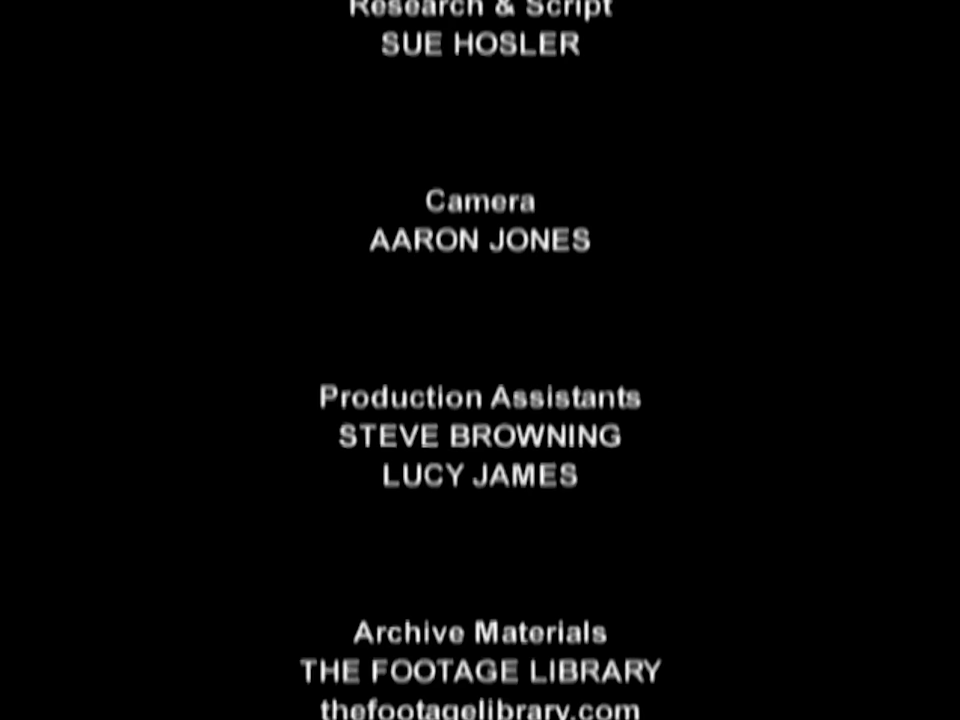 Research & Script
SUE HOSLER
Camera
AARON JONES
Production Assistants
STEVE BROWNING
LUCY JAMES
Archive Materials
THE FOOTAGE LIBRARY
thefootagelibrary.com